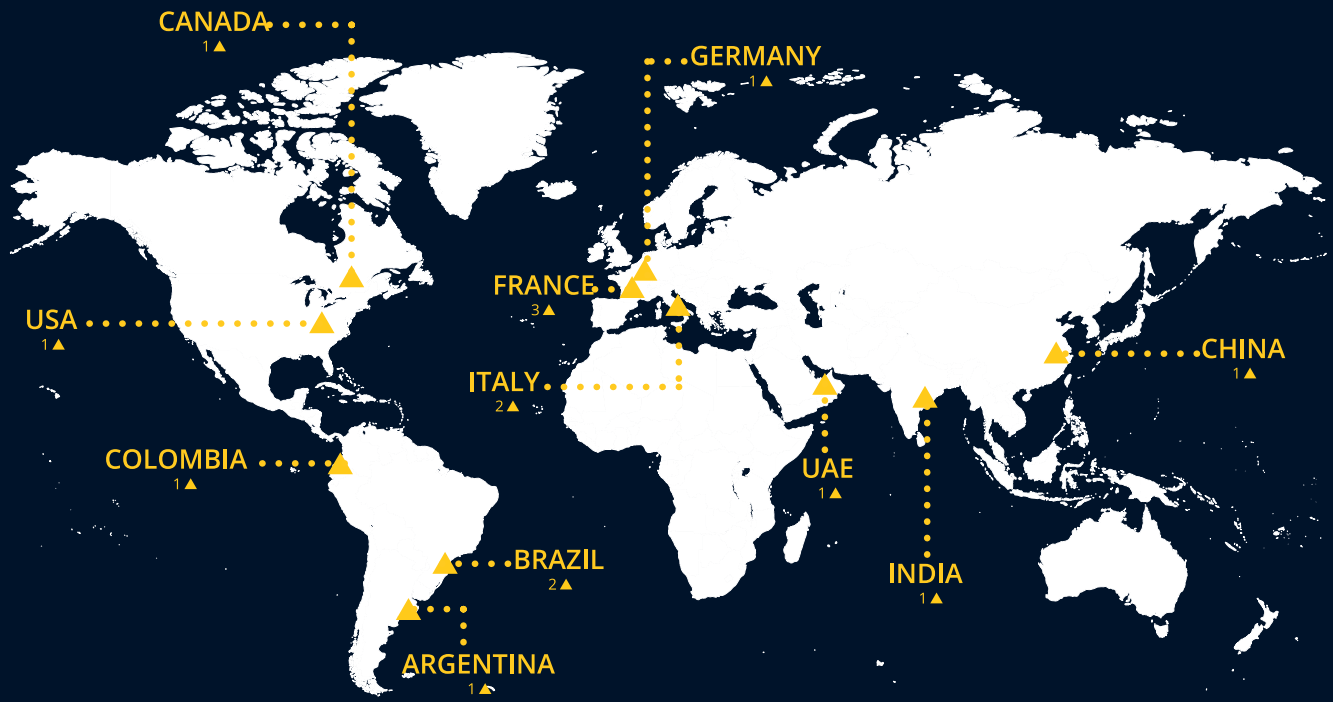 CANADA
1▲
GERMANY
1▲
FRANCE
3▲
USA
1▲
CHINA
1▲
ITALY
2▲
COLOMBIA
1▲
UAE
1▲
BRAZIL
2▲
INDIA
1▲
ARGENTINA
1▲